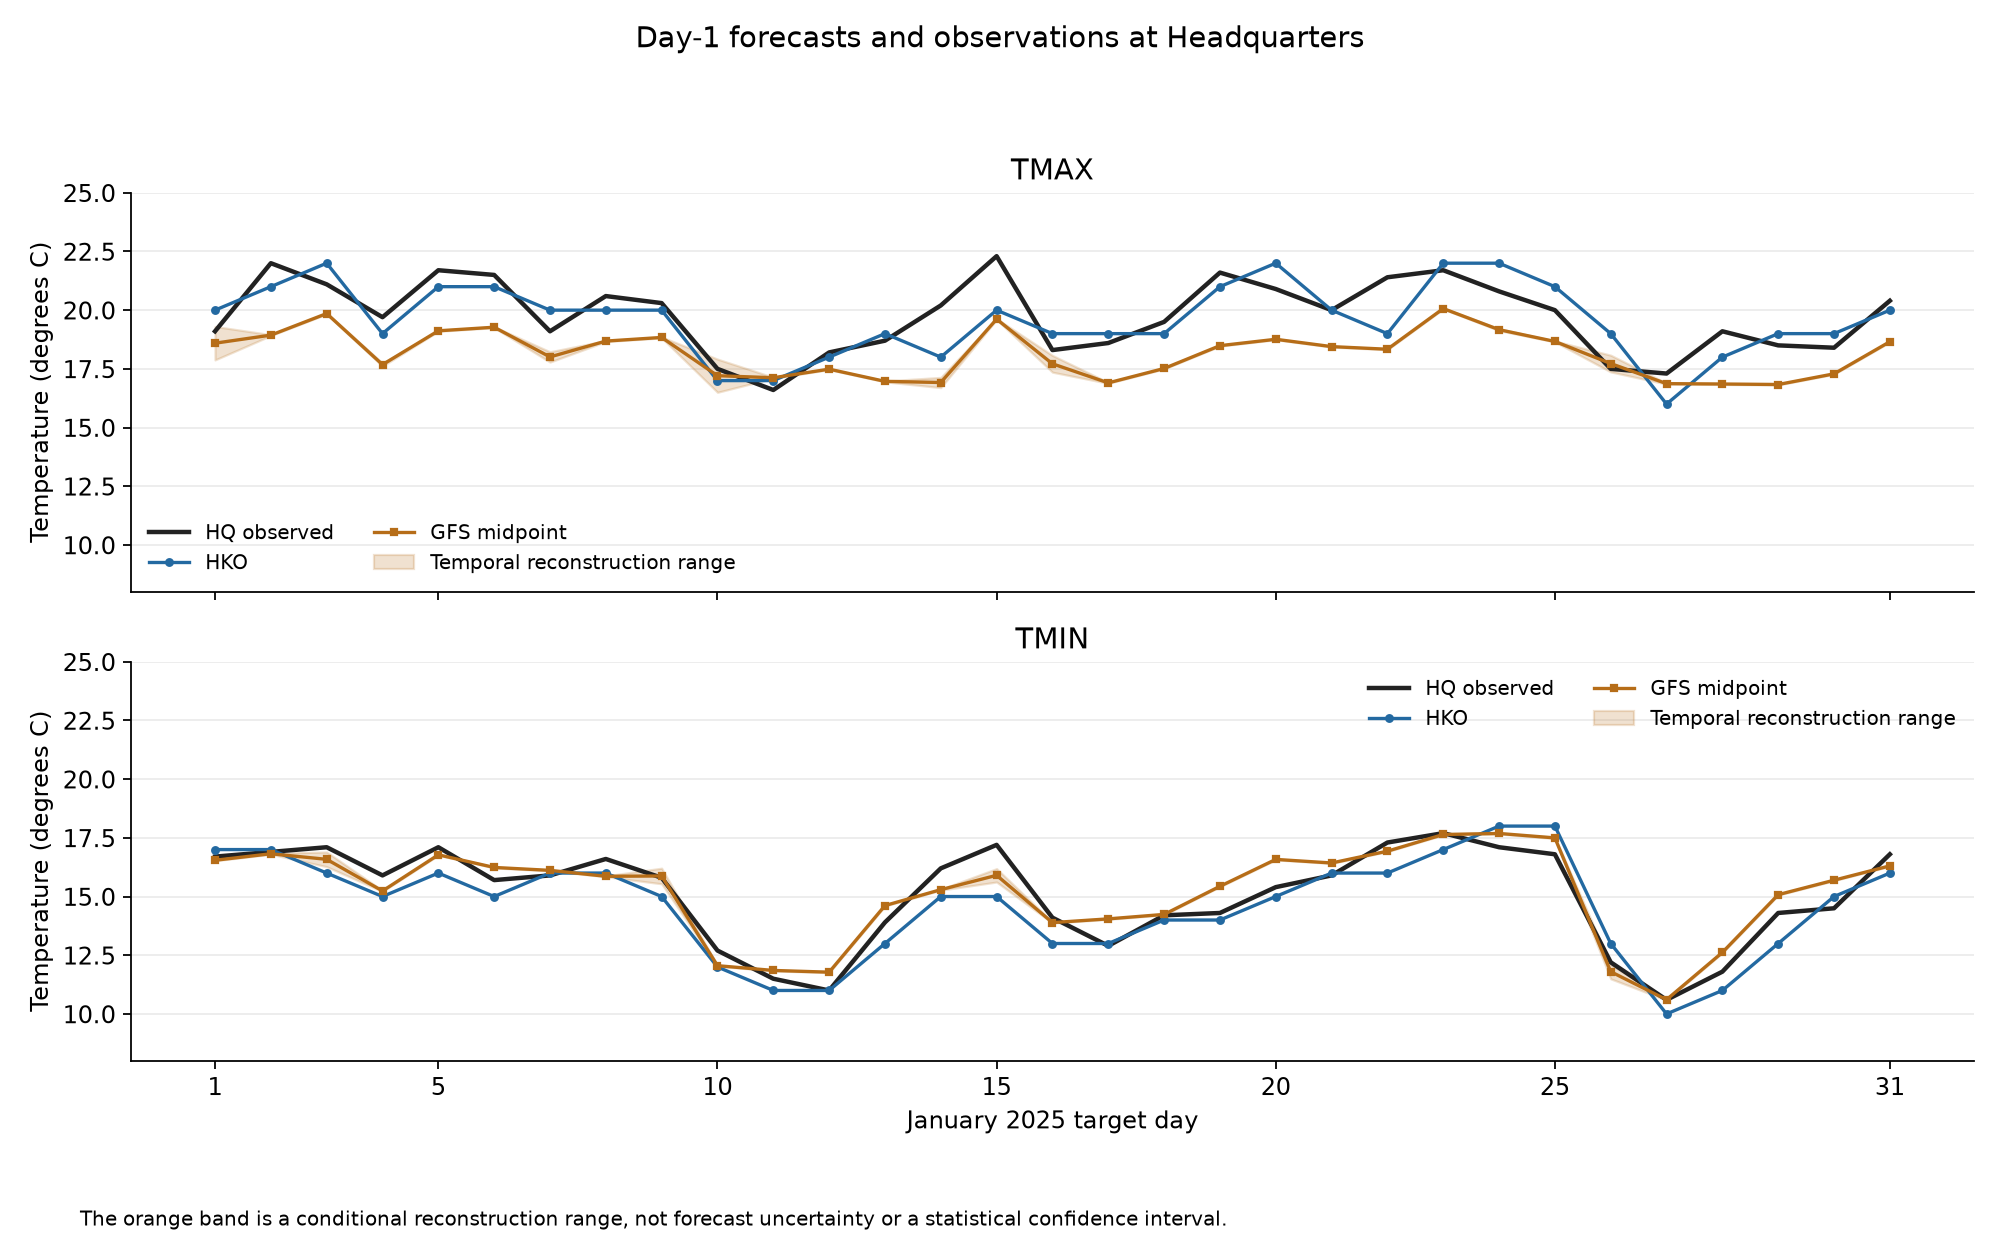 Day-1 forecasts and observations at Headquarters
TMAX
Temperature (degrees C)
25.0
22.5
20.0
17.5
15.0
12.5
10.0
HQ observed
HKO
GFS midpoint
Temporal reconstruction range
TMIN
Temperature (degrees C)
25.0
22.5
20.0
17.5
15.0
12.5
10.0
HQ observed
HKO
GFS midpoint
Temporal reconstruction range
1 5 10 15 20 25 31
January 2025 target day
The orange band is a conditional reconstruction range, not forecast uncertainty or a statistical confidence interval.